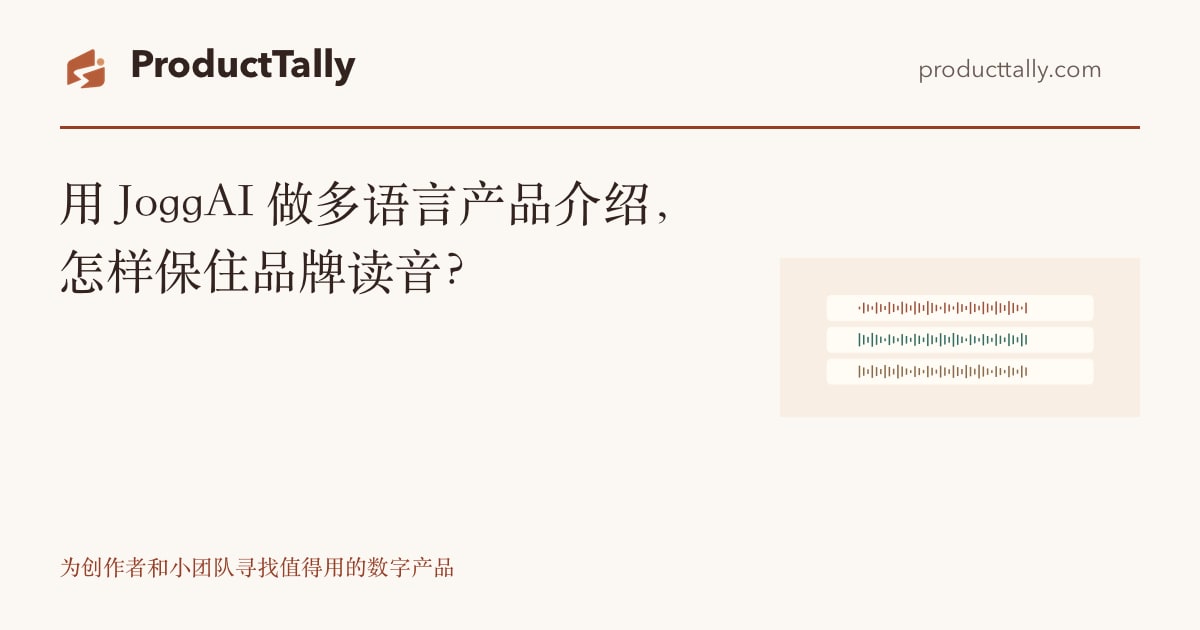 ProductTally
producttally.com
用 JoggAI 做多语言产品介绍，
怎样保住品牌读音？
为创作者和小团队寻找值得用的数字产品